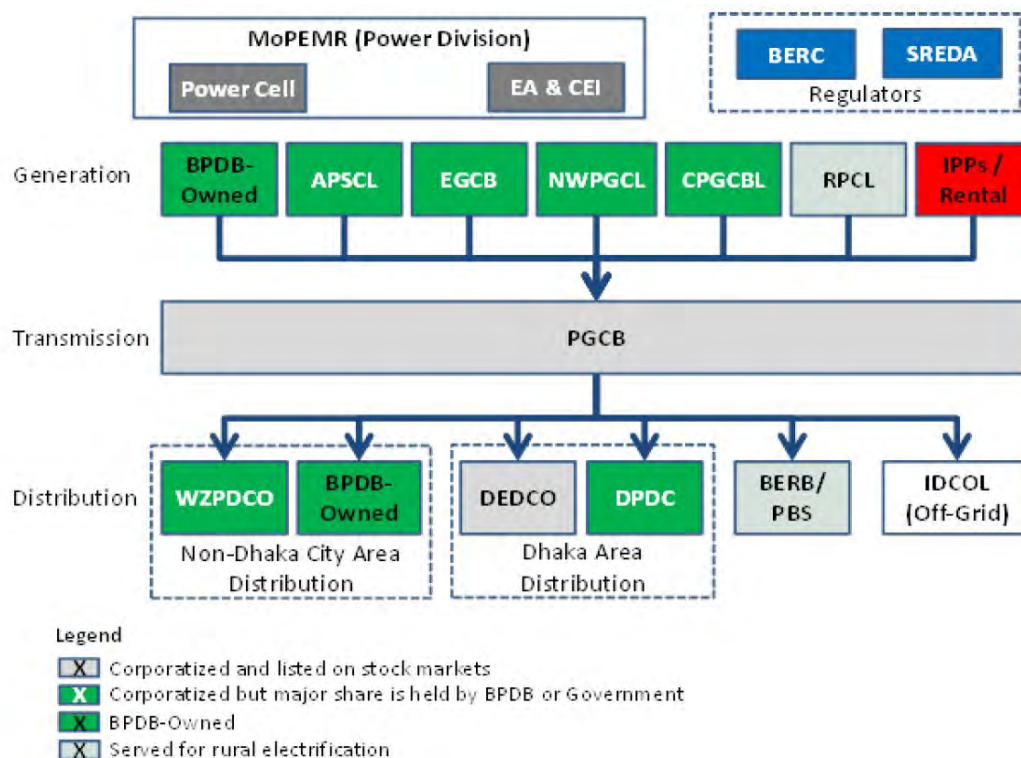 MoPEMR (Power Division)
Power Cell
EA & CEI
BERC
SREDA
Regulators
Generation
BPDB-
Owned
APSCL
EGCB
NWPGCL
CPGCBL
RPCL
IPPs /
Rental
Transmission
PGCB
Distribution
WZPDCO
BPDB-
Owned
Non-Dhaka City Area
Distribution
DEDCO
DPDC
Dhaka Area
Distribution
BERB/
PBS
IDCOL
(Off-Grid)
Legend
X Corporatized and listed on stock markets
X Corporatized but major share is held by BPDB or Government
X BPDB-Owned
X Served for rural electrification